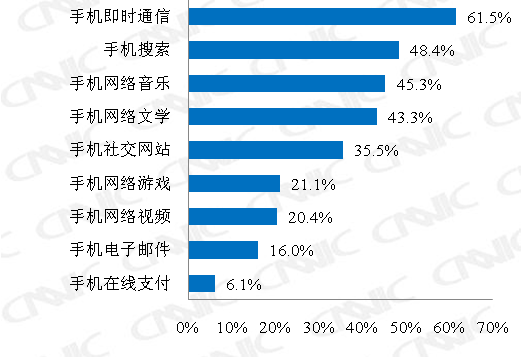 手机即时通信 61.5%
手机搜索 48.4%
手机网络音乐 45.3%
手机网络文学 43.3%
手机社交网站 35.5%
手机网络游戏 21.1%
手机网络视频 20.4%
手机电子邮件 16.0%
手机在线支付 6.1%
0% 10% 20% 30% 40% 50% 60% 70%
CNNIC